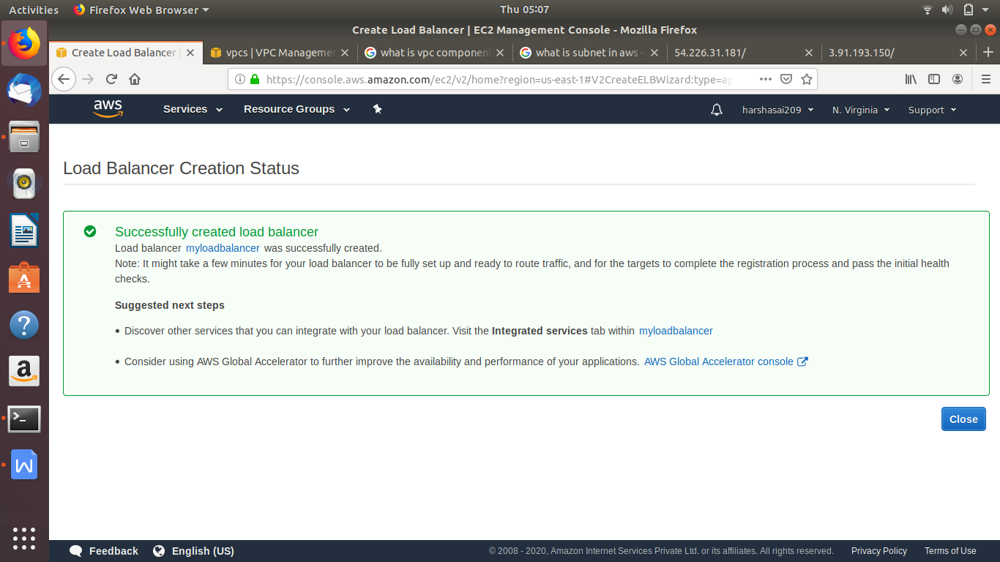 Activities
Firefox Web Browser
Thu 05:07
Create Load Balancer | EC2 Management Console - Mozilla Firefox
Create Load Balancer |
vpcs | VPC Managemen
what is vpc component
what is subnet in aws -
54.226.31.181/
3.91.193.150/
https://console.aws.amazon.com/ec2/v2/home?region=us-east-1#V2CreateELBWizard:type=ap
aws
Services
Resource Groups
harshasai209
N. Virginia
Support
Load Balancer Creation Status
Successfully created load balancer
Load balancer myloadbalancer was successfully created.
Note: It might take a few minutes for your load balancer to be fully set up and ready to route traffic, and for the targets to complete the registration process and pass the initial health
checks.
Suggested next steps
• Discover other services that you can integrate with your load balancer. Visit the Integrated services tab within myloadbalancer
• Consider using AWS Global Accelerator to further improve the availability and performance of your applications. AWS Global Accelerator console
Close
Feedback
English (US)
© 2008 - 2020, Amazon Internet Services Private Ltd. or its affiliates. All rights reserved.
Privacy Policy
Terms of Use